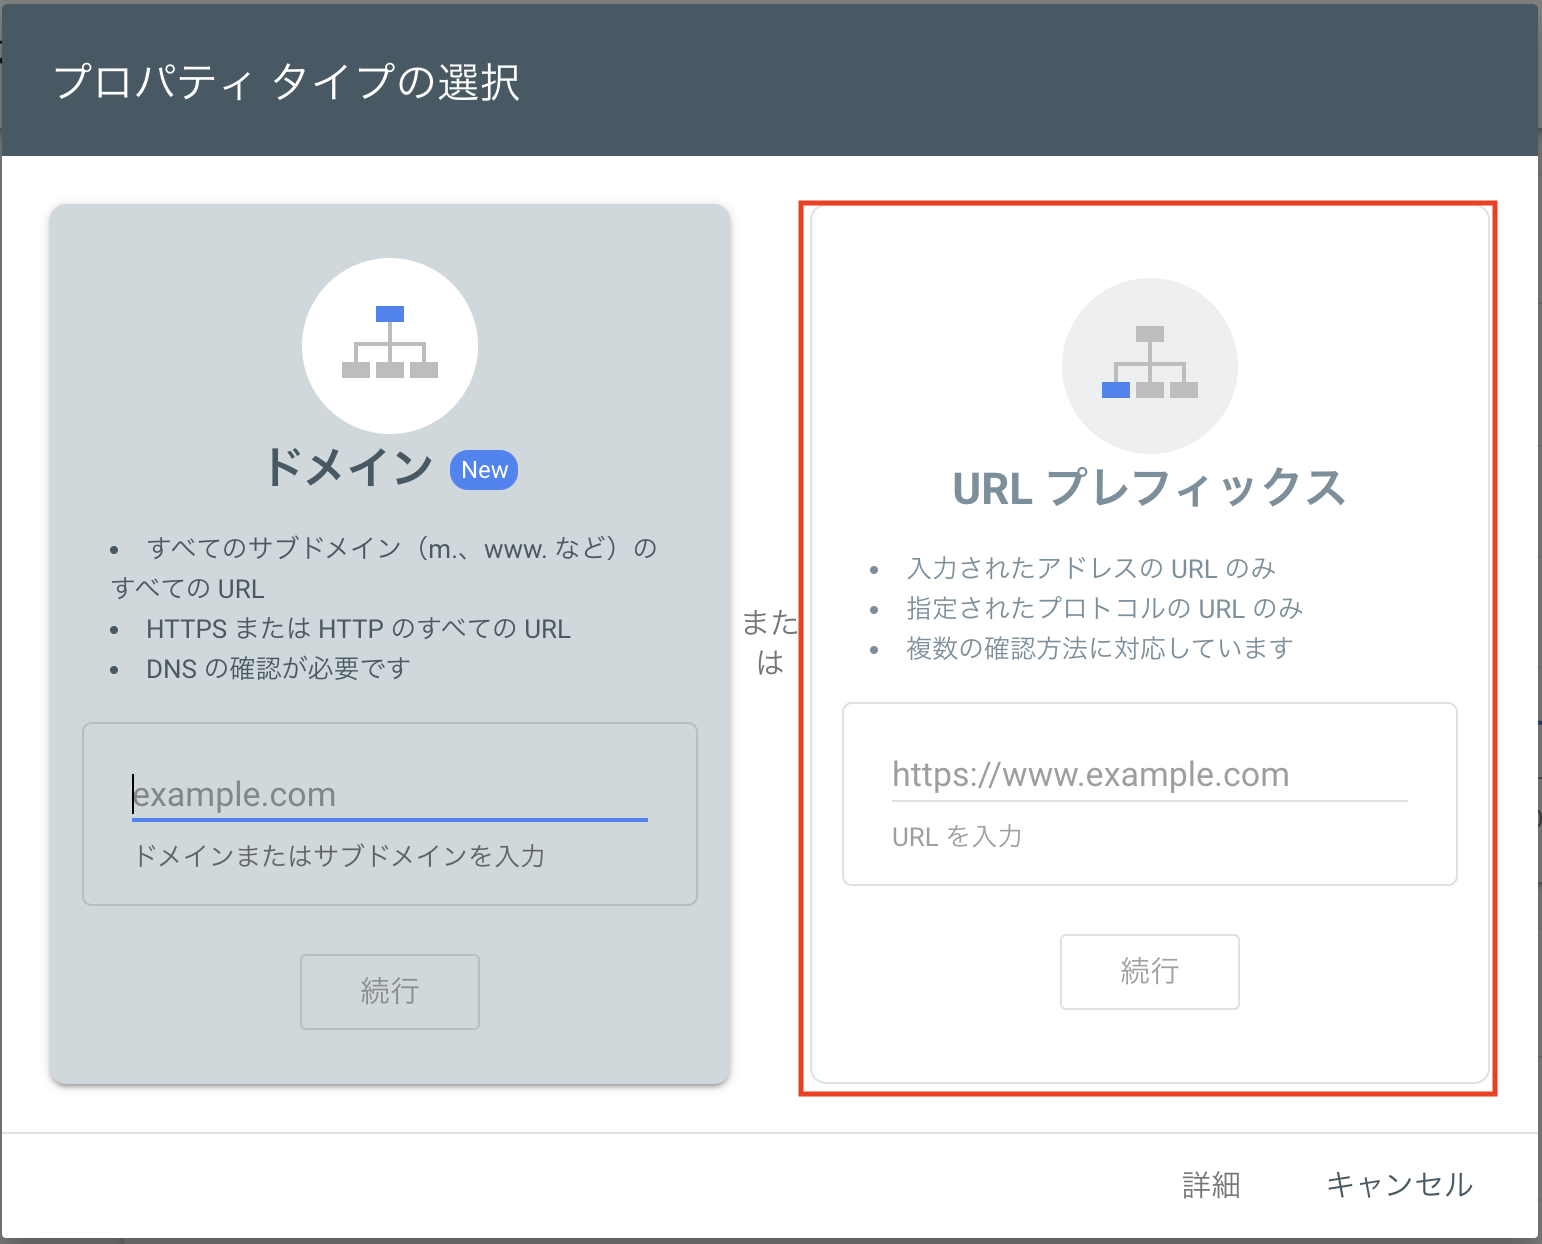 プロパティ タイプの選択
ドメイン New
• すべてのサブドメイン（m.、www. など）の
すべての URL
• HTTPS または HTTP のすべての URL
• DNS の確認が必要です
example.com
ドメインまたはサブドメインを入力
続行
また
は
URL プレフィックス
• 入力されたアドレスの URL のみ
• 指定されたプロトコルの URL のみ
• 複数の確認方法に対応しています
https://www.example.com
URL を入力
続行
詳細
キャンセル